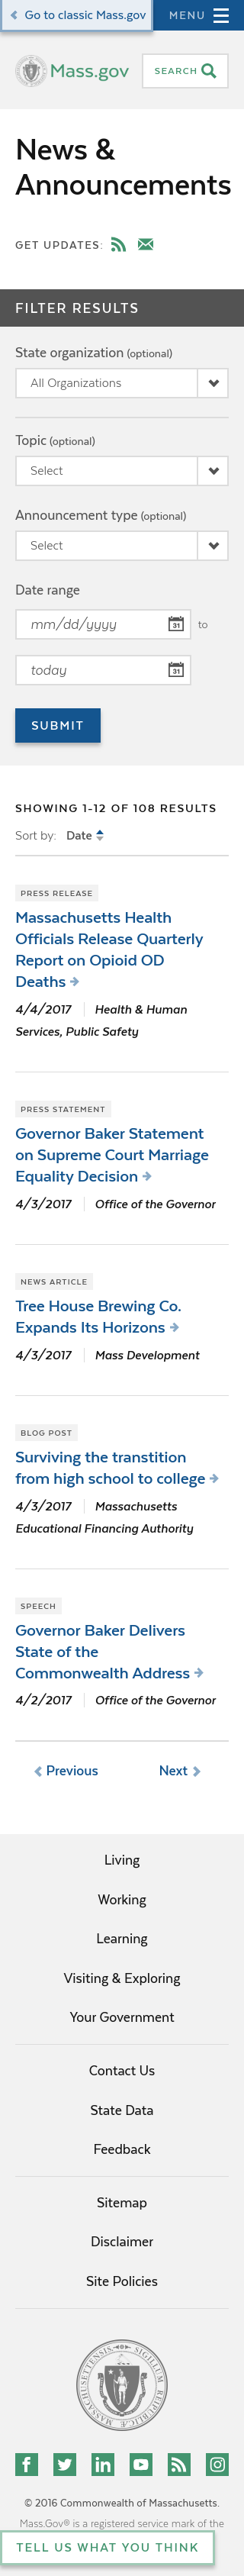 Go to classic Mass.gov
MENU
Mass.gov
SEARCH
News &
Announcements
GET UPDATES:
FILTER RESULTS
State organization (optional)
All Organizations
Topic (optional)
Select
Announcement type (optional)
Select
Date range
mm/dd/yyyy
31
to
today
31
SUBMIT
SHOWING 1-12 OF 108 RESULTS
Sort by: Date
PRESS RELEASE
Massachusetts Health
Officials Release Quarterly
Report on Opioid OD
Deaths
4/4/2017 Health & Human
Services, Public Safety
PRESS STATEMENT
Governor Baker Statement
on Supreme Court Marriage
Equality Decision
4/3/2017 Office of the Governor
NEWS ARTICLE
Tree House Brewing Co.
Expands Its Horizons
4/3/2017 Mass Development
BLOG POST
Surviving the transtition
from high school to college
4/3/2017 Massachusetts
Educational Financing Authority
SPEECH
Governor Baker Delivers
State of the
Commonwealth Address
4/2/2017 Office of the Governor
Previous Next
Living
Working
Learning
Visiting & Exploring
Your Government
Contact Us
State Data
Feedback
Sitemap
Disclaimer
Site Policies
© 2016 Commonwealth of Massachusetts.
Mass.Gov® is a registered service mark of the
TELL US WHAT YOU THINK